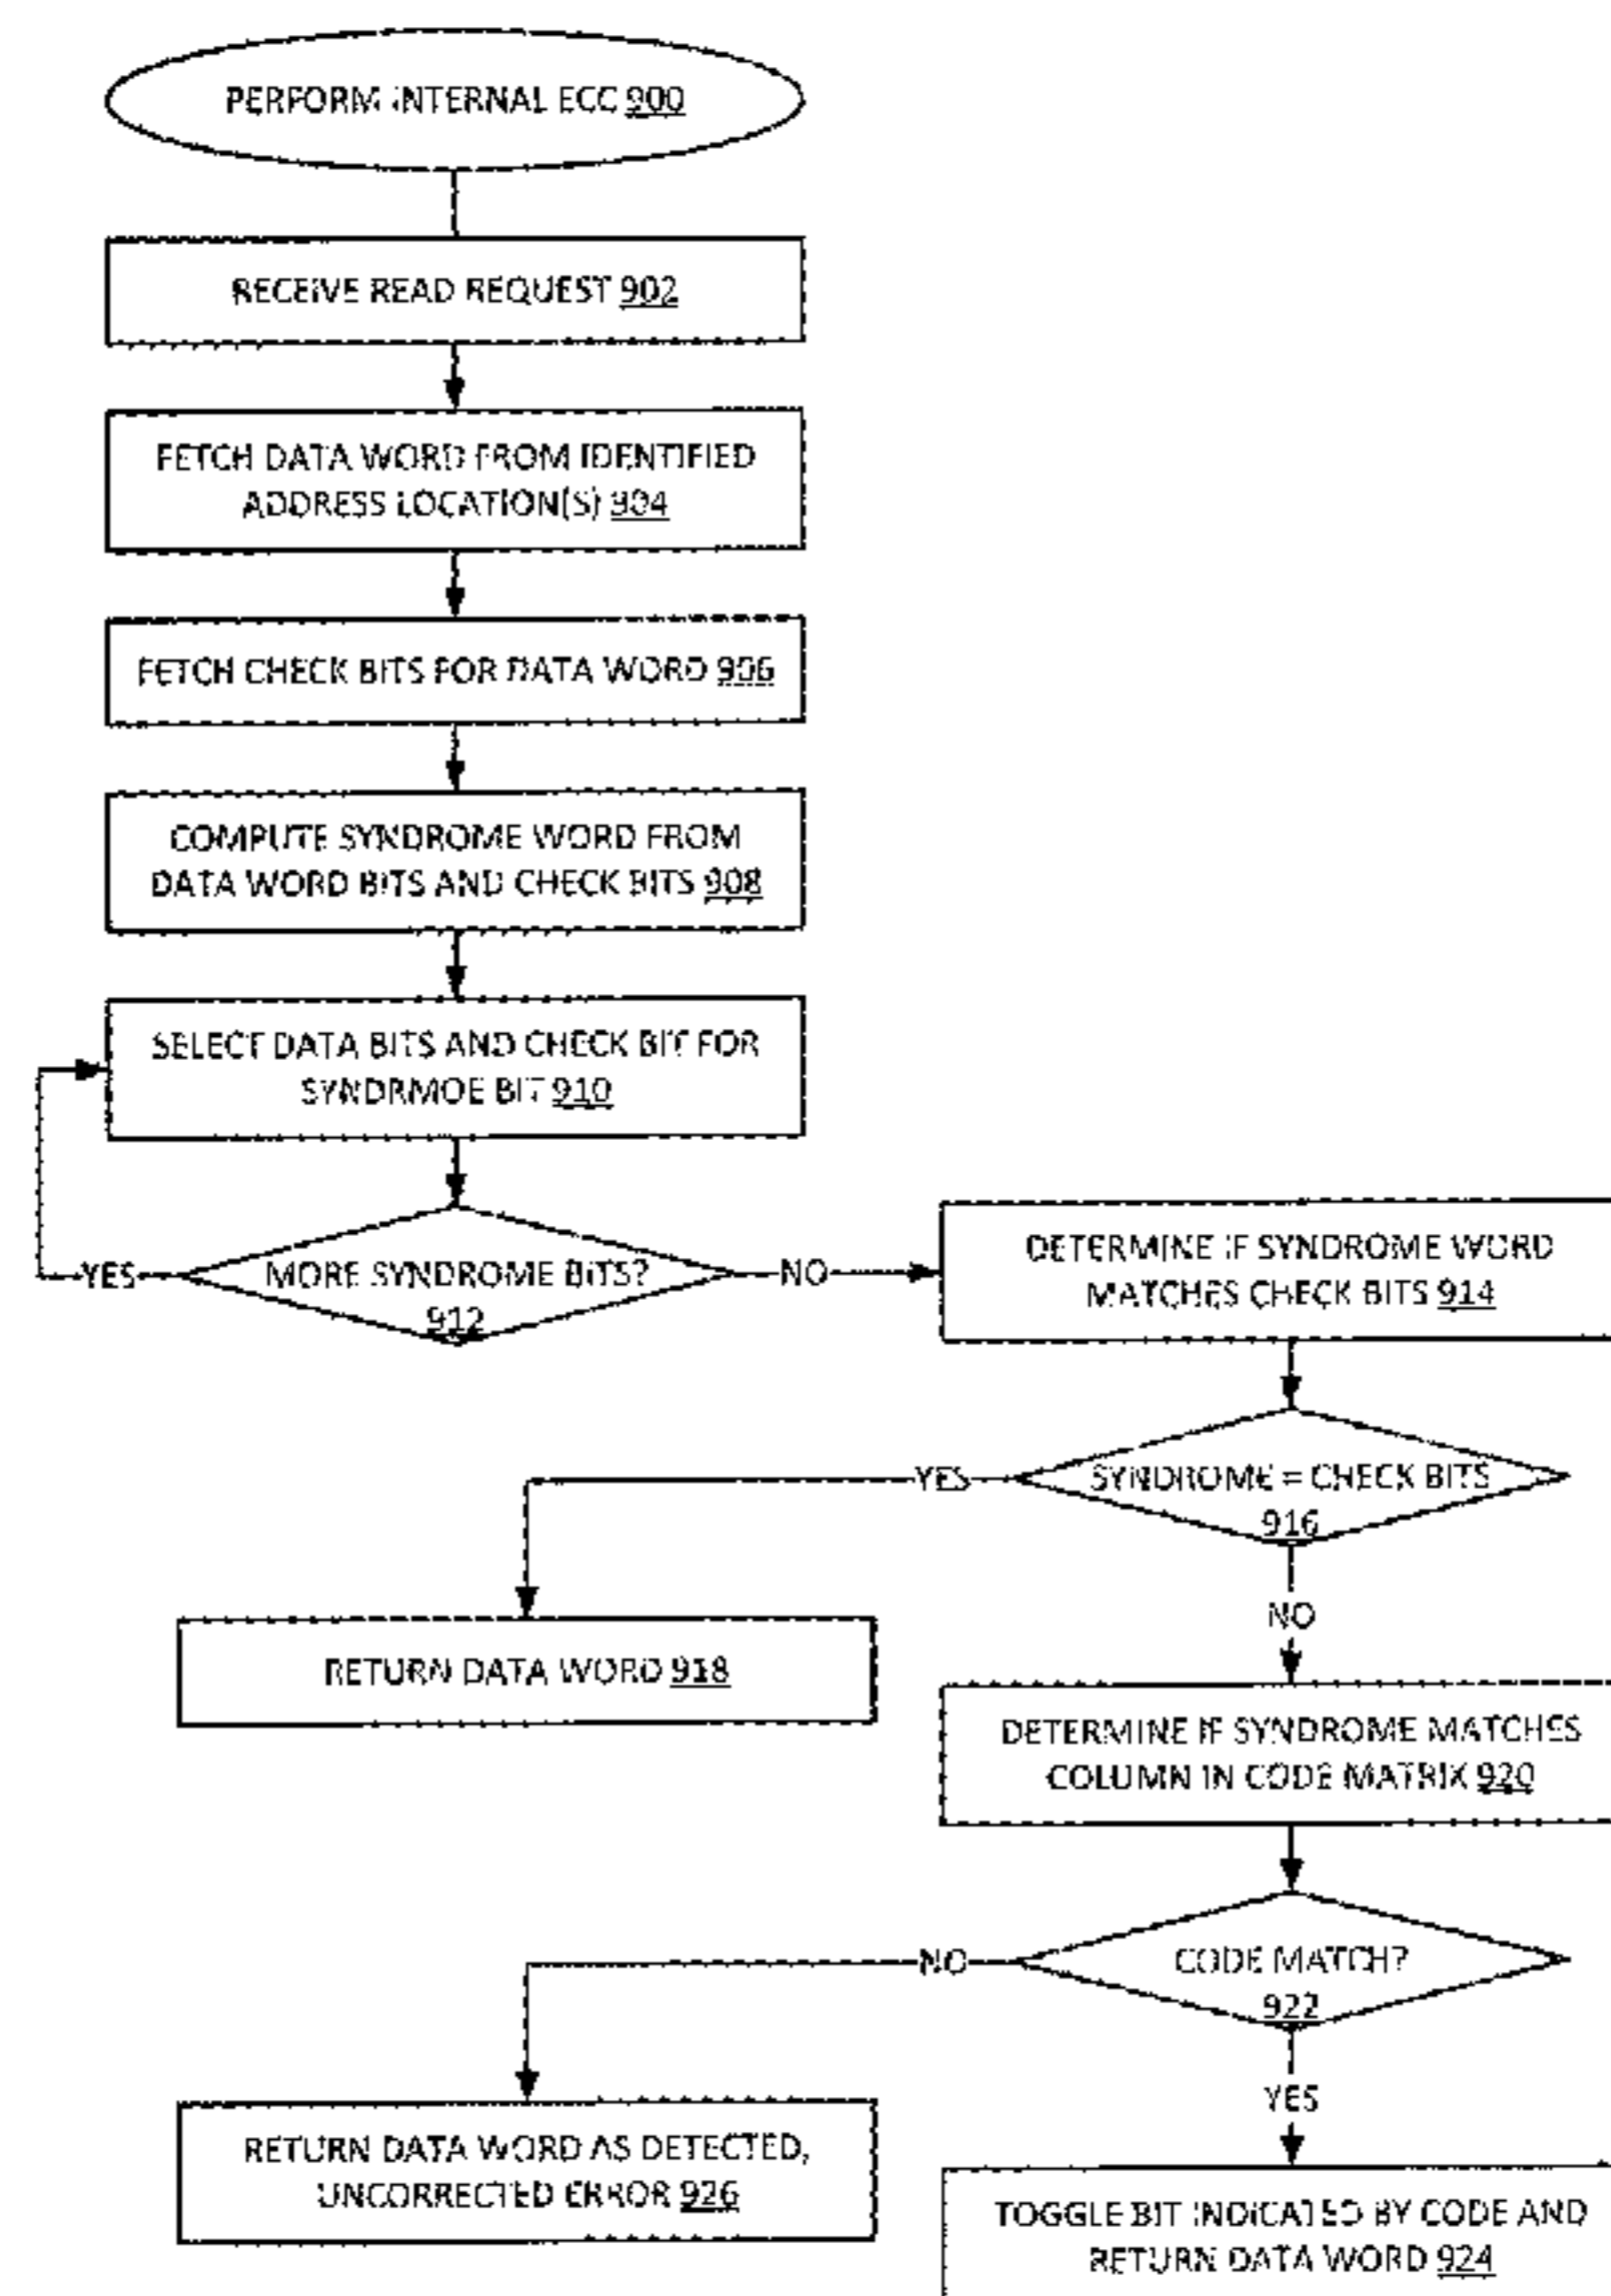 PERFORM INTERNAL ECC 900
RECEIVE READ REQUEST 902
FETCH DATA WORD FROM IDENTIFIED
ADDRESS LOCATION(S) 904
FETCH CHECK BITS FOR DATA WORD 906
COMPUTE SYNDROME WORD FROM
DATA WORD BITS AND CHECK BITS 908
SELECT DATA BITS AND CHECK BIT FOR
SYNDRMOE BIT 910
MORE SYNDROME BITS?
912
YES
NO
DETERMINE IF SYNDROME WORD
MATCHES CHECK BITS 914
SYNDROME = CHECK BITS
916
YES
NO
RETURN DATA WORD 918
DETERMINE IF SYNDROME MATCHES
COLUMN IN CODE MATRIX 920
CODE MATCH?
922
NO
YES
RETURN DATA WORD AS DETECTED,
UNCORRECTED ERROR 926
TOGGLE BIT INDICATED BY CODE AND
RETURN DATA WORD 924